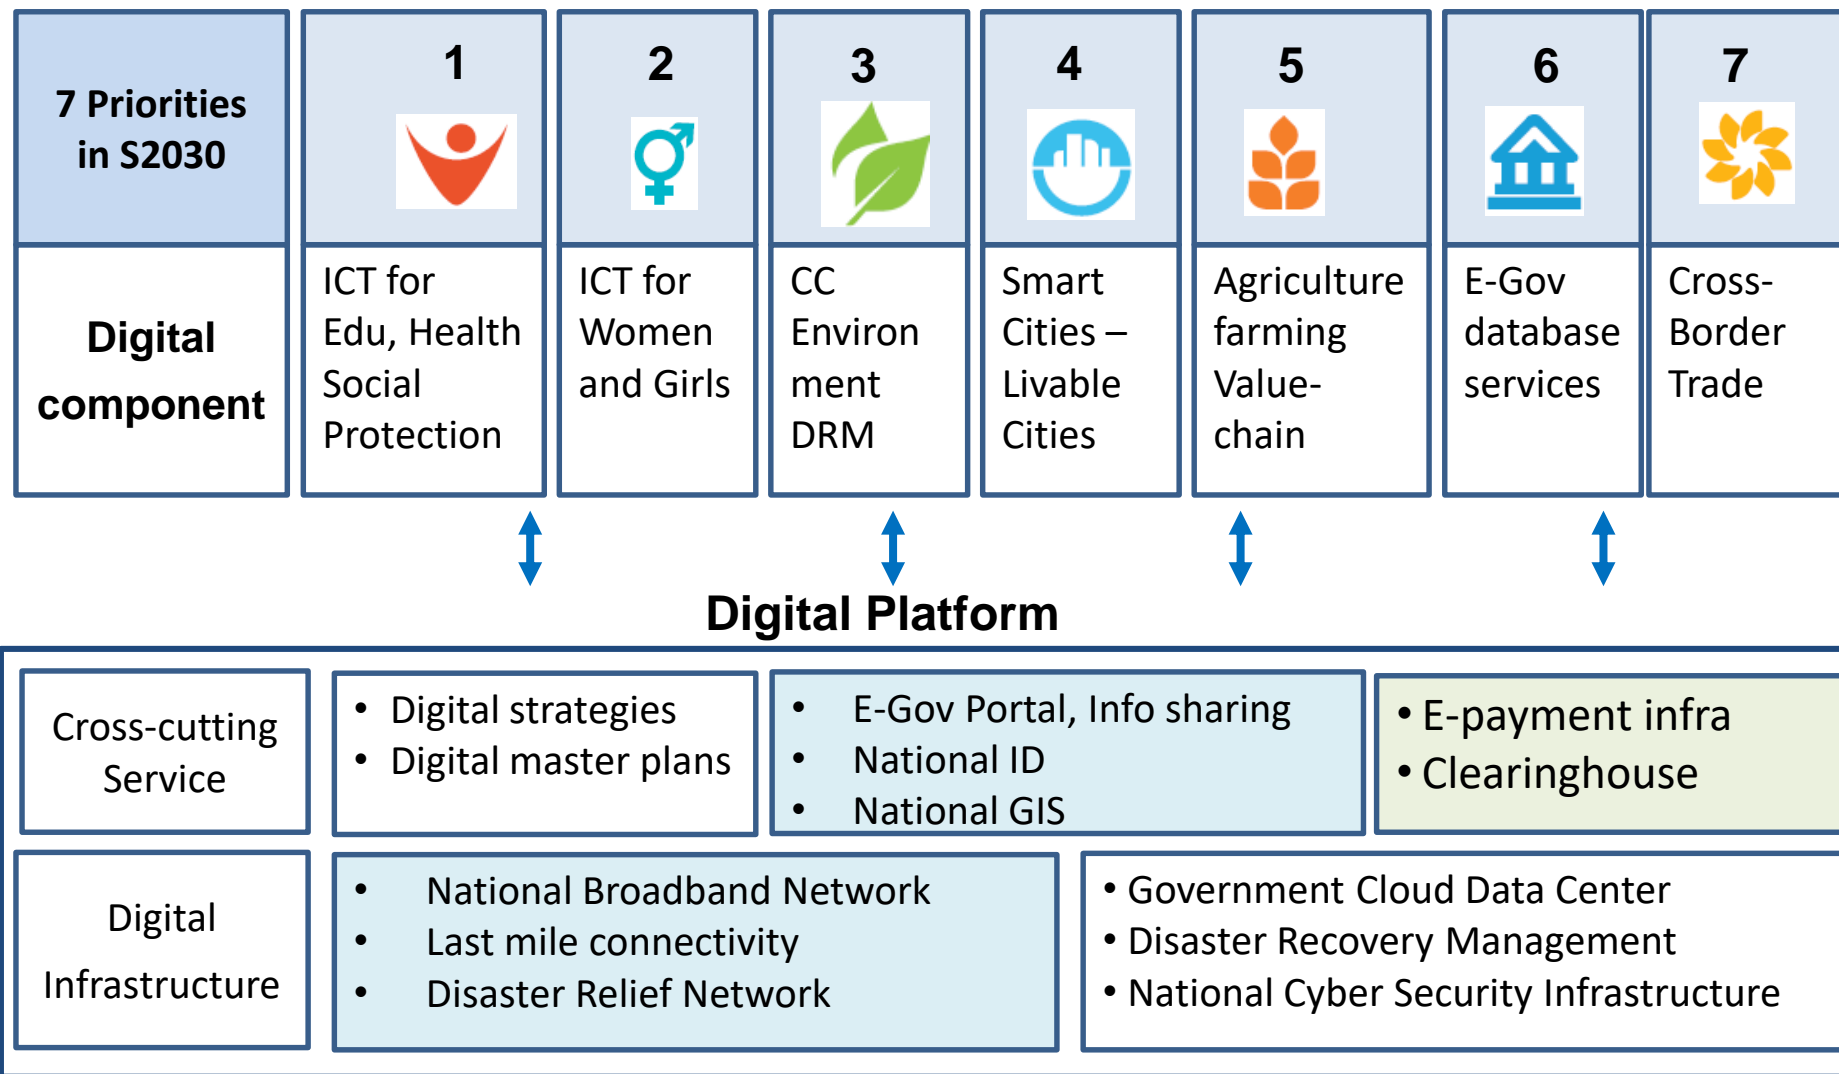 7 Priorities
in S2030
1
2
3
4
5
6
7
Digital
component
ICT for
Edu, Health
Social
Protection
ICT for
Women
and Girls
CC
Environ
ment
DRM
Smart
Cities –
Livable
Cities
Agriculture
farming
Value-
chain
E-Gov
database
services
Cross-
Border
Trade
Digital Platform
Cross-cutting
Service
• Digital strategies
• Digital master plans
• E-Gov Portal, Info sharing
• National ID
• National GIS
• E-payment infra
• Clearinghouse
Digital
Infrastructure
• National Broadband Network
• Last mile connectivity
• Disaster Relief Network
• Government Cloud Data Center
• Disaster Recovery Management
• National Cyber Security Infrastructure